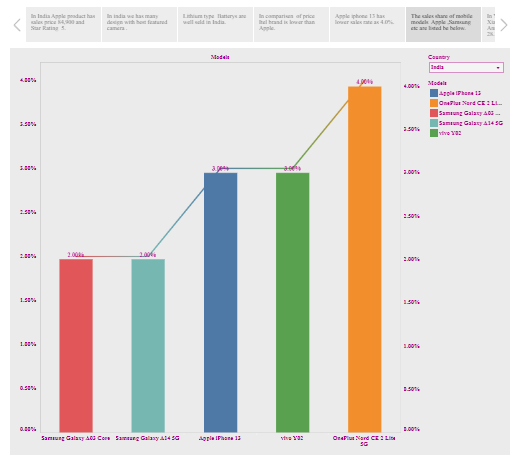 In India Apple product has
sales price 64,900 and
Star Rating 5.
In india we has many
design with best featured
camera .
Lithium type Batterys are
well sold in India.
In comparison of price
Rel brand is lower than
Apple.
Apple iphone 13 has
lower sales rate as 4.0%.
The sales share of mobile
models Apple ,Samsung
etc are listed be below.
Models
Country
India
Models
Apple iPhone 13
OnePlus Nord CE 2 Li...
Samsung Galaxy A03 ...
Samsung Galaxy A14 5G
vivo Y02
4.00%
3.50%
3.00%
2.50%
2.00%
1.50%
1.00%
0.50%
0.00%
2.00%
2.00%
3.00%
3.00%
4.00%
4.00%
3.50%
3.00%
2.50%
2.00%
1.50%
1.00%
0.50%
0.00%
Samsung Galaxy A03 Core
Samsung Galaxy A14 5G
Apple iPhone 13
vivo Y02
OnePlus Nord CE 2 Lite
5G